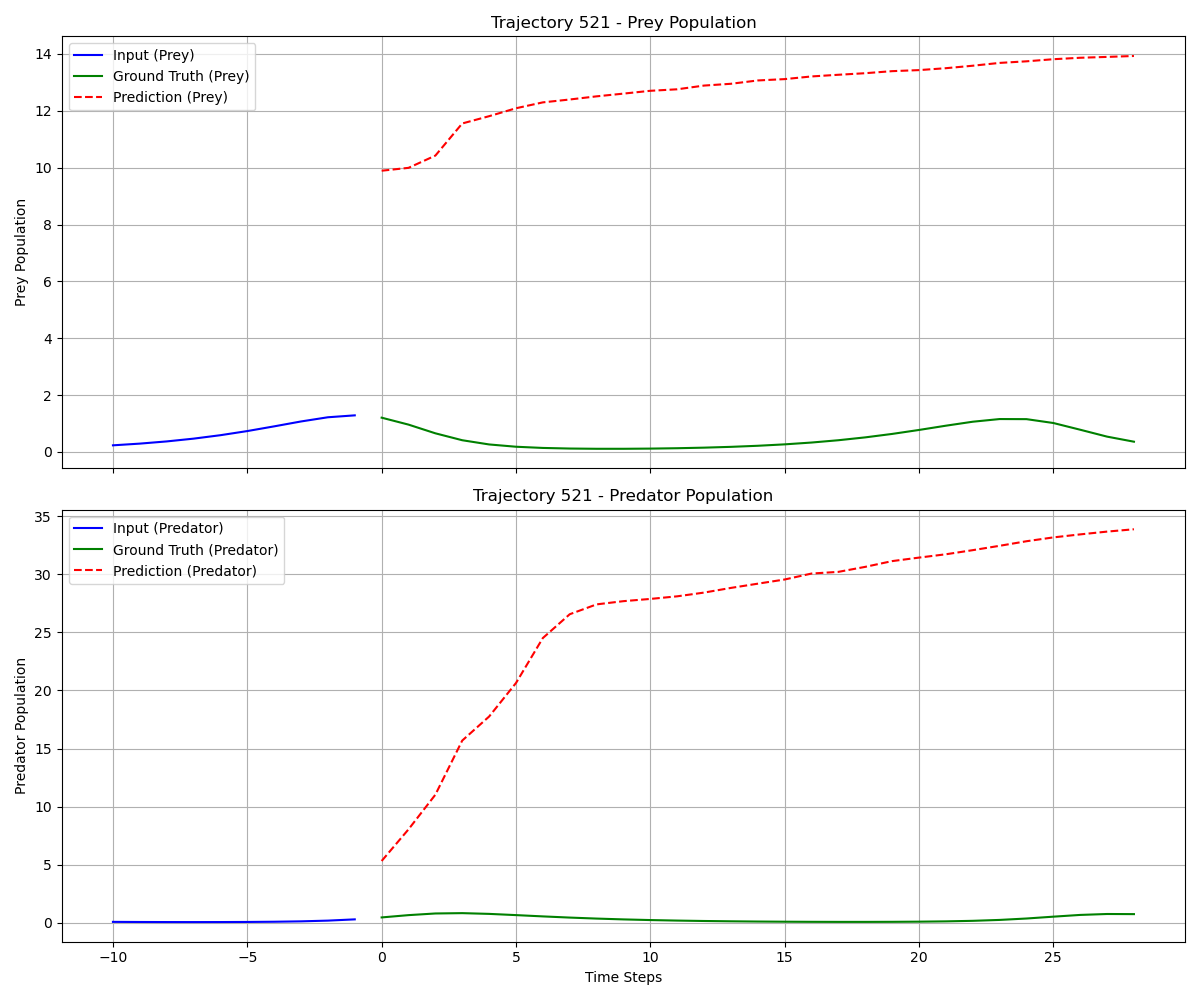 Trajectory 521 - Prey Population
Input (Prey)
Ground Truth (Prey)
Prediction (Prey)
14
12
10
8
6
4
2
0
Prey Population
Trajectory 521 - Predator Population
Input (Predator)
Ground Truth (Predator)
Prediction (Predator)
35
30
25
20
15
10
5
0
Predator Population
−10 −5 0 5 10 15 20 25
Time Steps